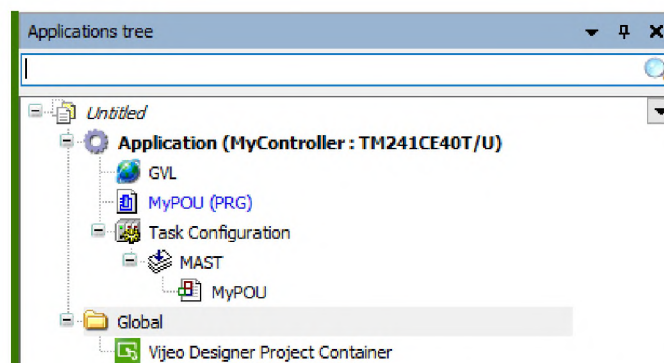 Applications tree
Untitled
Application (MyController : TM241CE40T/U)
GVL
MyPOU (PRG)
Task Configuration
MAST
MyPOU
Global
Vijeo Designer Project Container